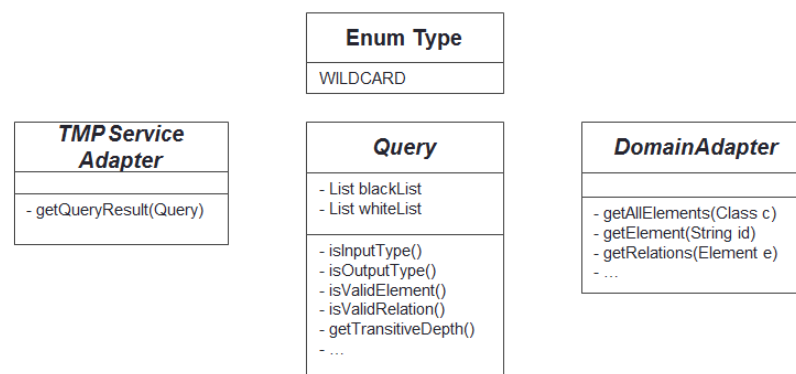 Enum Type
WILDCARD
TMP Service
Adapter
- getQueryResult(Query)
Query
- List blackList
- List whiteList
- isInputType()
- isOutputType()
- isValidElement()
- isValidRelation()
- getTransitiveDepth()
- ...
DomainAdapter
- getAllElements(Class c)
- getElement(String id)
- getRelations(Element e)
- ...